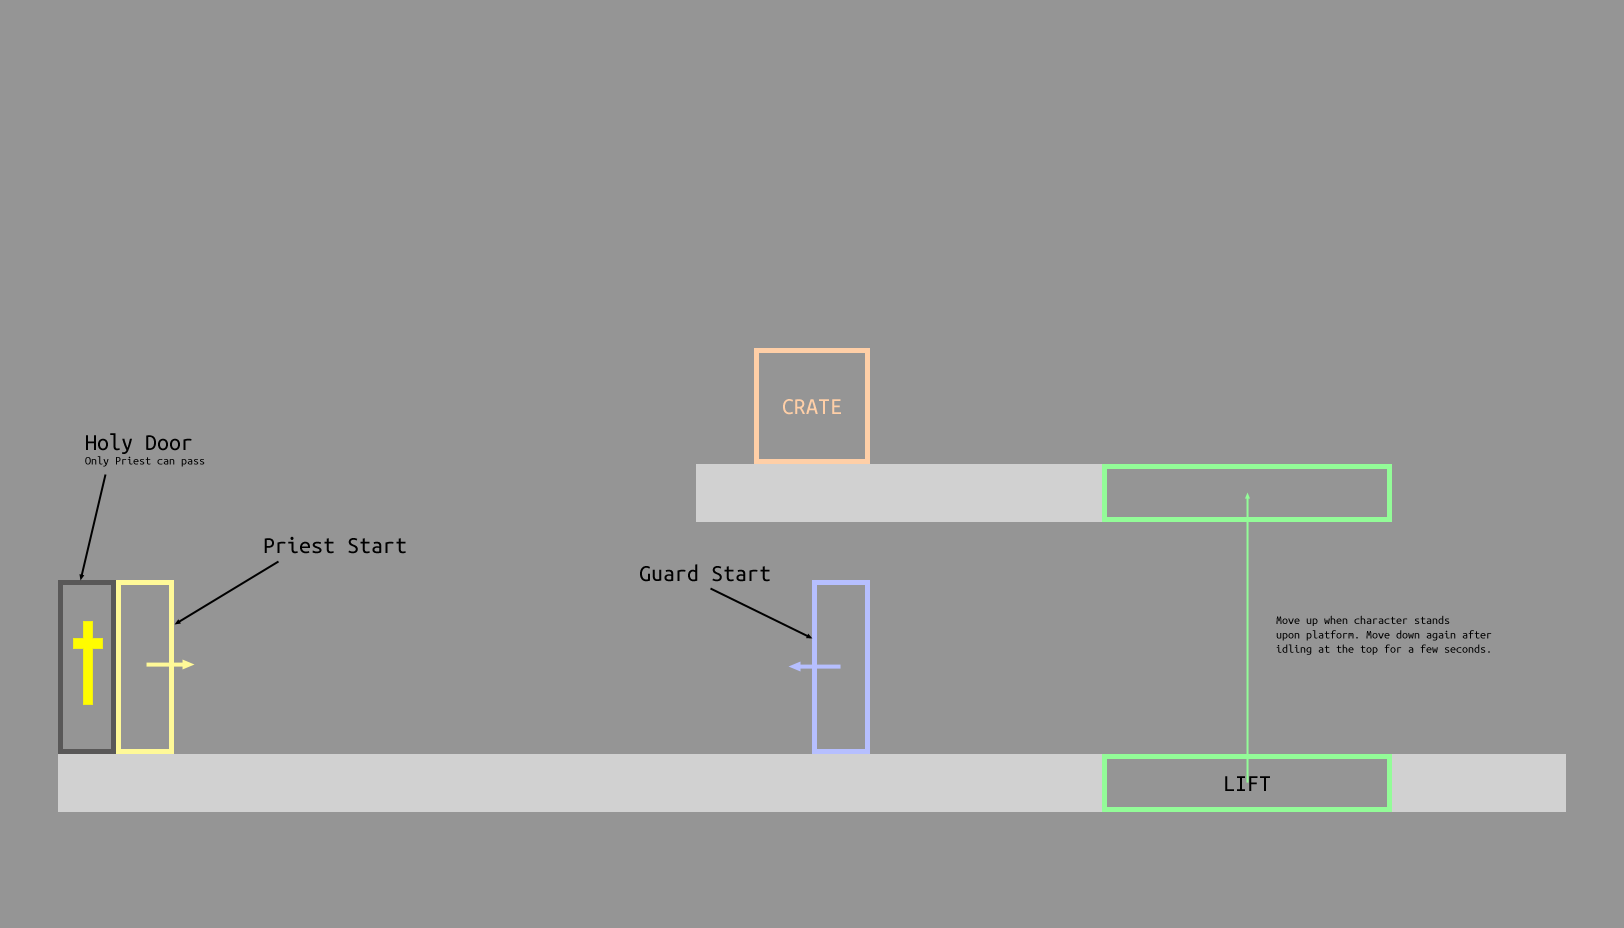 CRATE
Holy Door
Only Priest can pass
Priest Start
Guard Start
Move up when character stands
upon platform. Move down again after
idling at the top for a few seconds.
LIFT